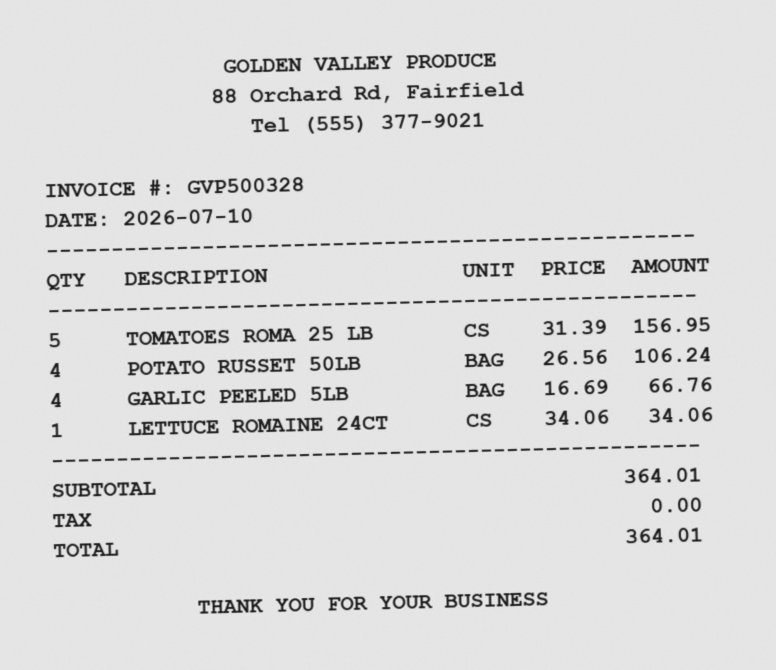 GOLDEN VALLEY PRODUCE
88 Orchard Rd, Fairfield
Tel (555) 377-9021
INVOICE #: GVP500328
DATE: 2026-07-10
--------------------------------------------------
QTY DESCRIPTION UNIT PRICE AMOUNT
--------------------------------------------------
5 TOMATOES ROMA 25 LB CS 31.39 156.95
4 POTATO RUSSET 50LB BAG 26.56 106.24
4 GARLIC PEELED 5LB BAG 16.69 66.76
1 LETTUCE ROMAINE 24CT CS 34.06 34.06
--------------------------------------------------
SUBTOTAL 364.01
TAX 0.00
TOTAL 364.01
THANK YOU FOR YOUR BUSINESS